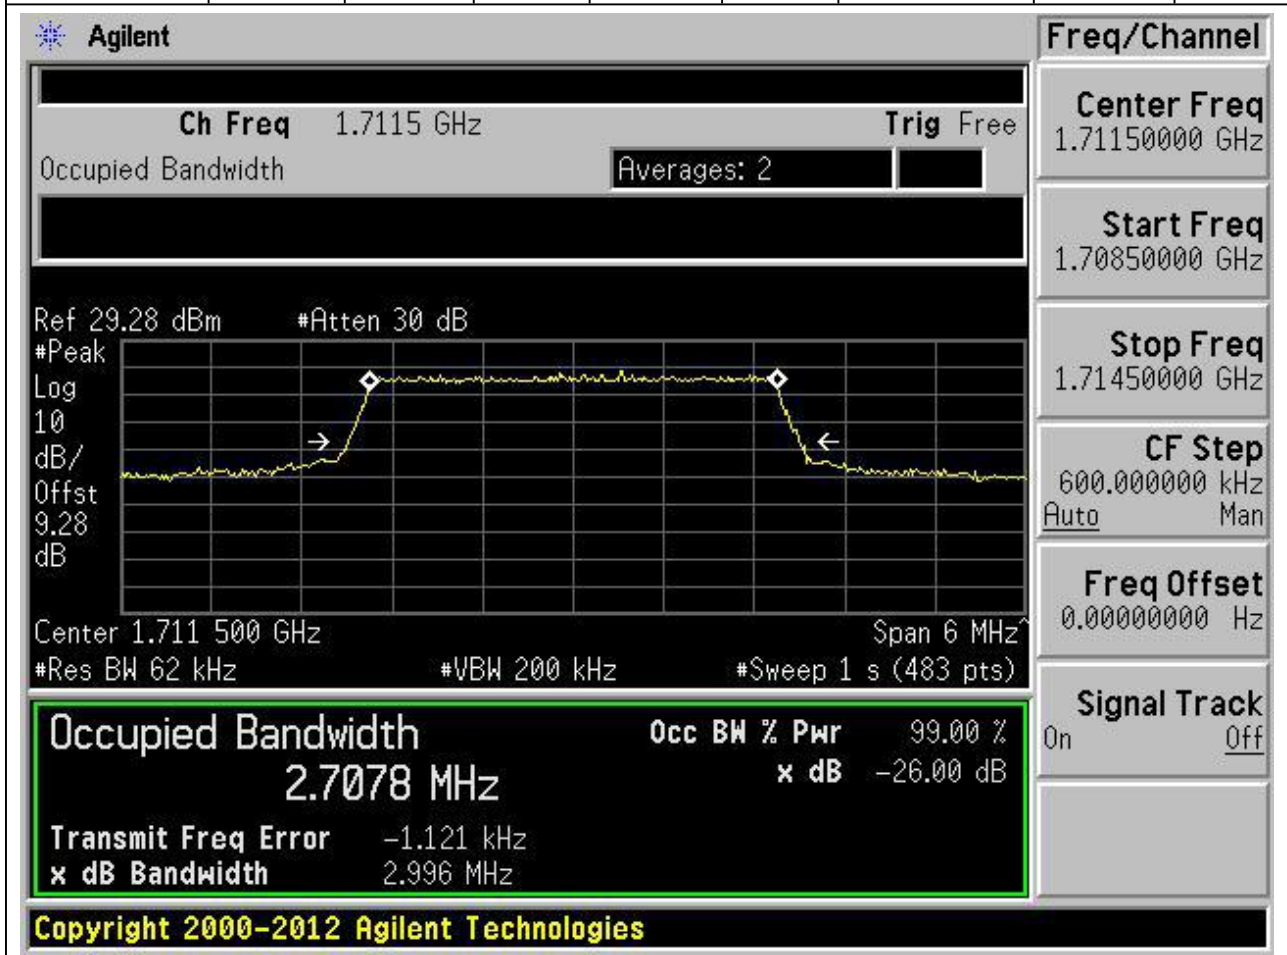 Agilent
Freq/Channel
Ch Freq 1.7115 GHz Trig Free
Occupied Bandwidth Averages: 2
Center Freq
1.71150000 GHz
Start Freq
1.70850000 GHz
Stop Freq
1.71450000 GHz
CF Step
600.000000 kHz
Auto Man
Freq Offset
0.00000000 Hz
Signal Track
On Off
Ref 29.28 dBm #Atten 30 dB
#Peak
Log
10
dB/
Offst
9.28
dB
Center 1.711 500 GHz Span 6 MHz^
#Res BW 62 kHz #VBW 200 kHz #Sweep 1 s (483 pts)
Occupied Bandwidth Occ BW % Pwr 99.00 %
2.7078 MHz x dB -26.00 dB
Transmit Freq Error -1.121 kHz
x dB Bandwidth 2.996 MHz
Copyright 2000-2012 Agilent Technologies